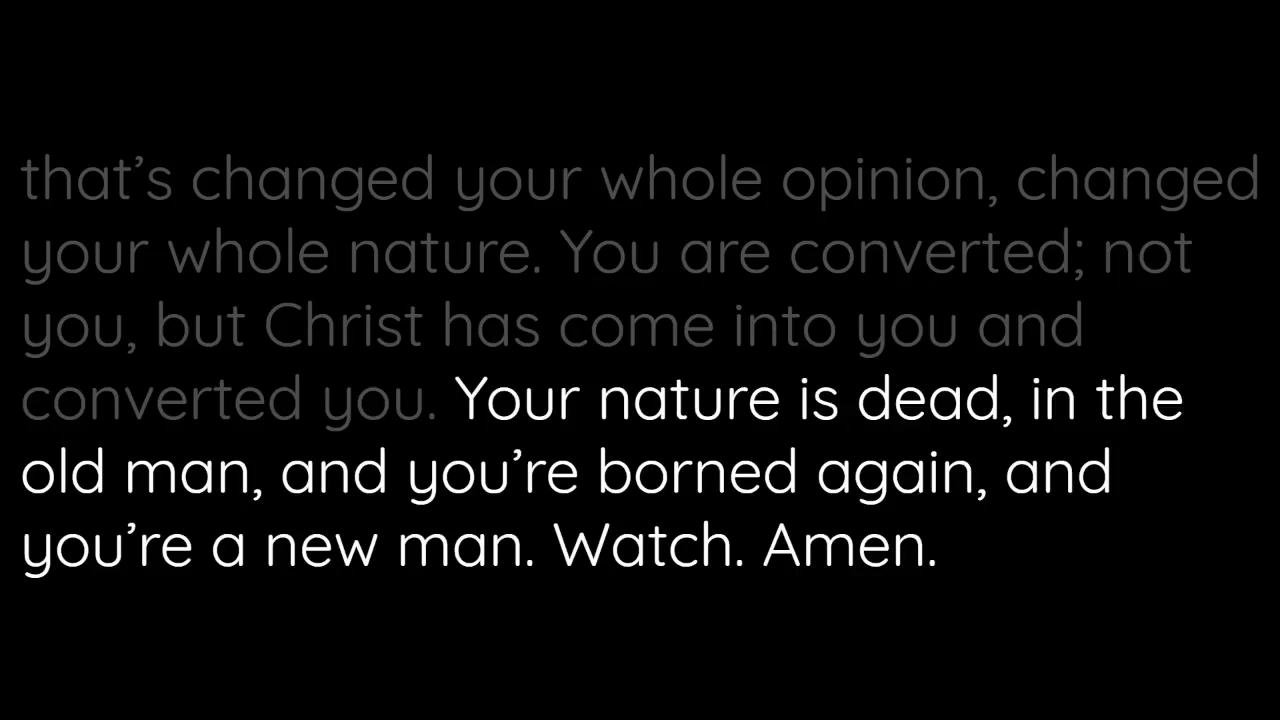 that’s changed your whole opinion, changed
your whole nature. You are converted; not
you, but Christ has come into you and
converted you. Your nature is dead, in the
old man, and you’re borned again, and
you’re a new man. Watch. Amen.